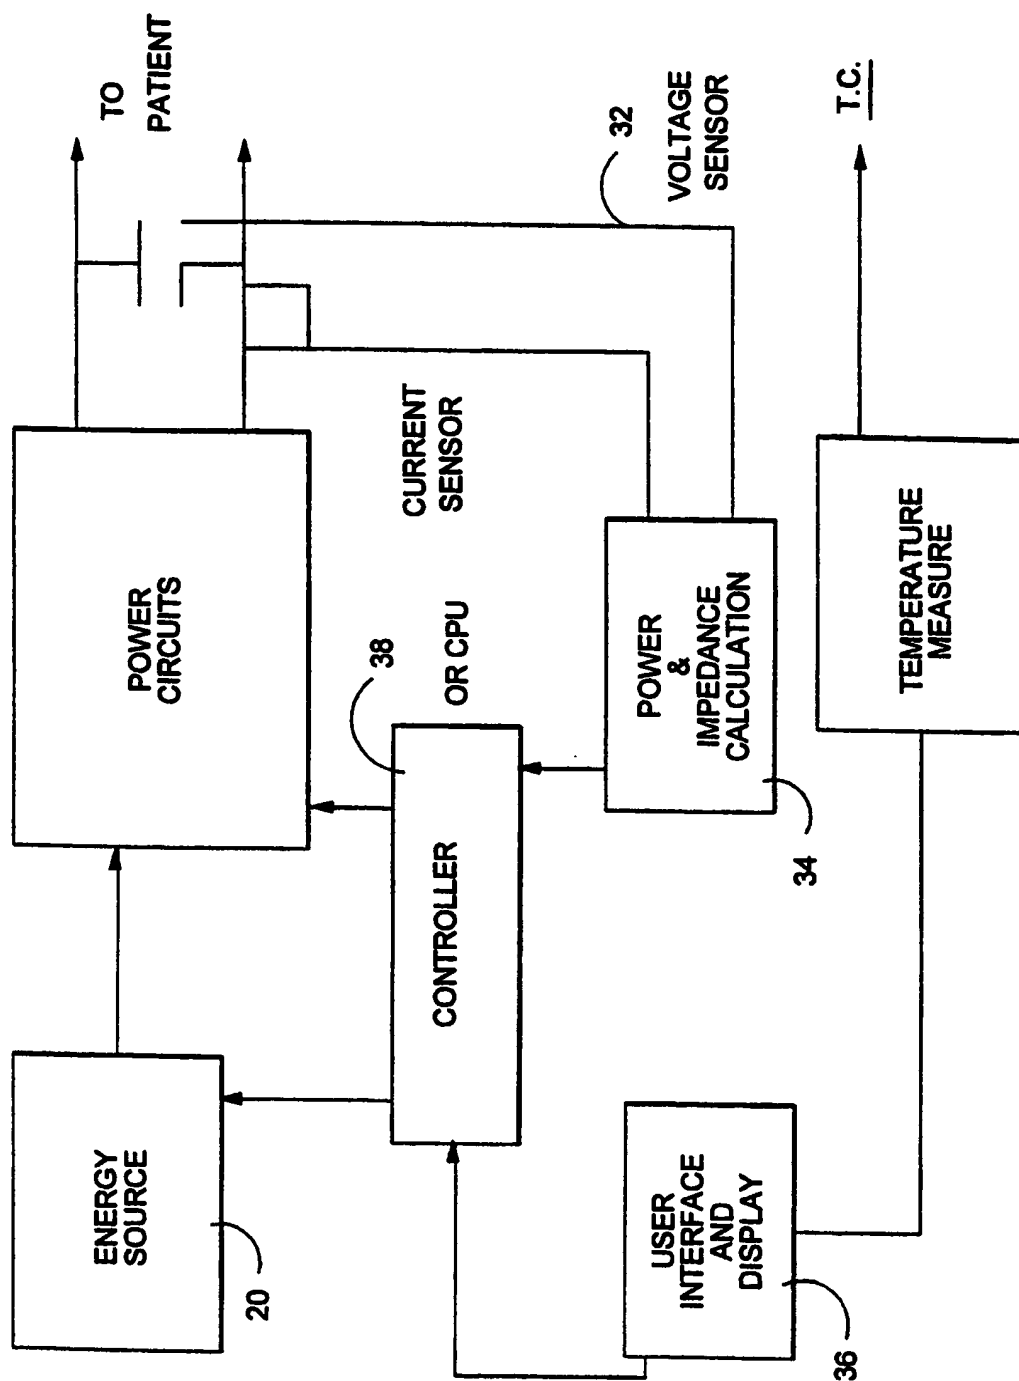 ENERGY
SOURCE
20
POWER
CIRCUITS
TO
PATIENT
CURRENT
SENSOR
32
VOLTAGE
SENSOR
CONTROLLER
38
OR CPU
POWER
&
IMPEDANCE
CALCULATION
34
USER
INTERFACE
AND
DISPLAY
36
TEMPERATURE
MEASURE
T.C.